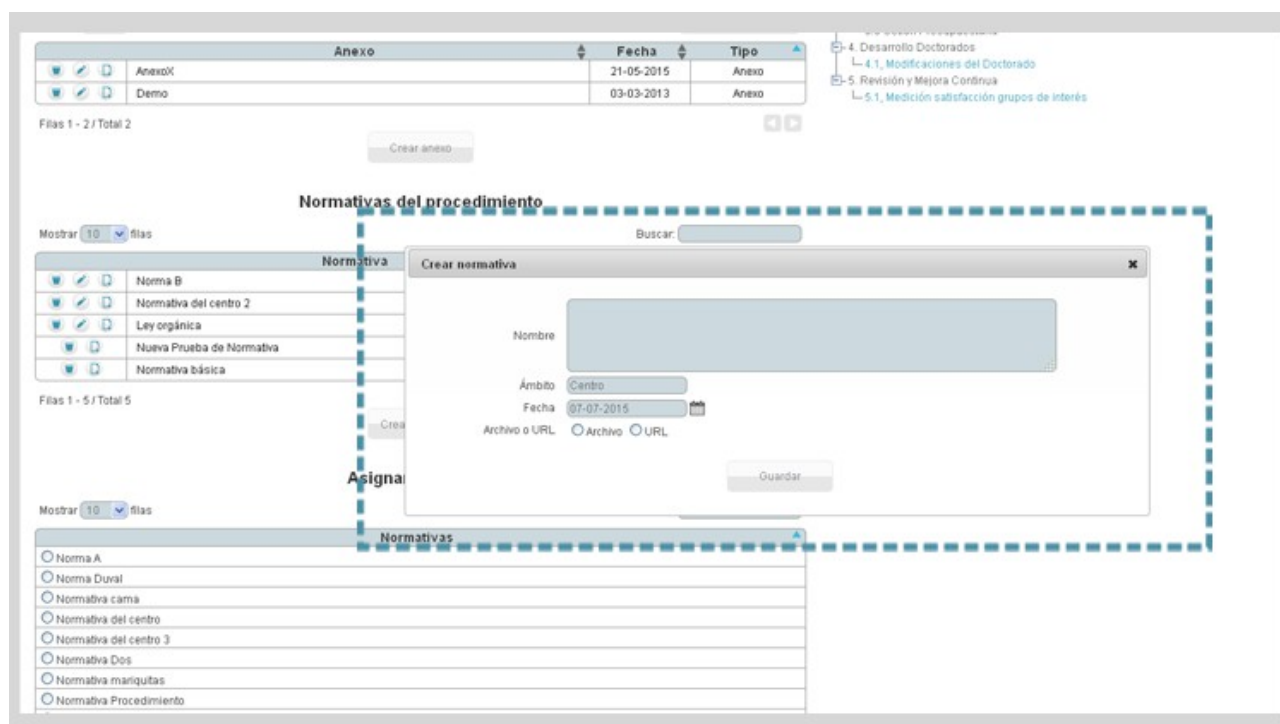 Anexo Fecha Tipo
AnexoX 21-05-2015 Anexo
Demo 03-03-2013 Anexo
Filas 1 - 2 / Total 2
Crear anexo
4. Desarrollo Doctorados
4.1, Modificaciones del Doctorado
5. Revisión y Mejora Continua
5.1, Medición satisfacción grupos de interés
Normativas del procedimiento
Mostrar 10 filas Buscar:
Normativa
Norma B
Normativa del centro 2
Ley orgánica
Nueva Prueba de Normativa
Normativa básica
Filas 1 - 5 / Total 5
Crea
Crear normativa
Nombre
Ámbito Centro
Fecha 07-07-2015
Archivo o URL Archivo URL
Guardar
Asigna
Mostrar 10 filas
Normativas
Norma A
Norma Duval
Normativa cama
Normativa del centro
Normativa del centro 3
Normativa Dos
Normativa mariquitas
Normativa Procedimiento